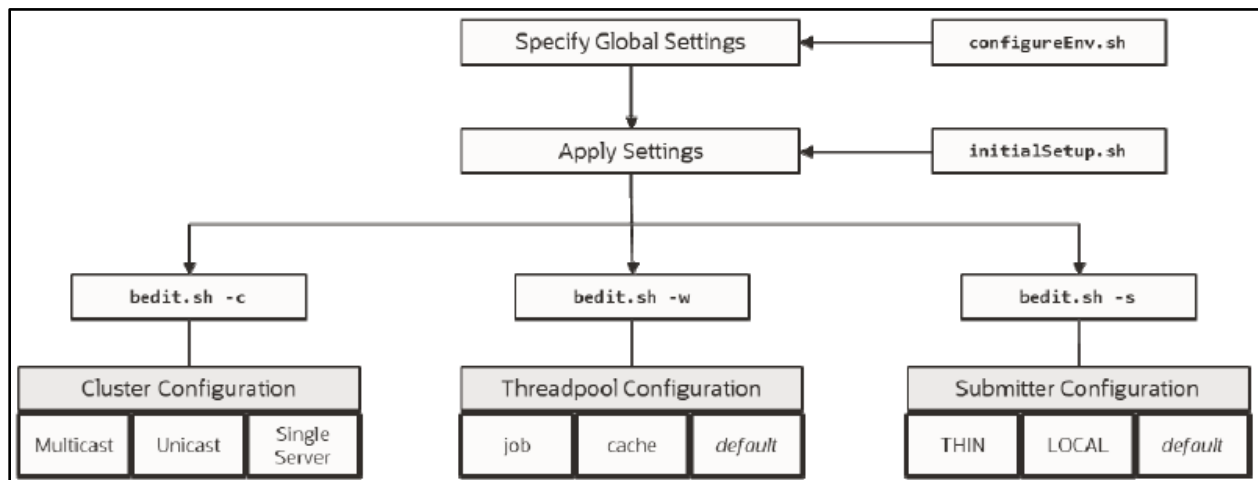 Specify Global Settings
configureEnv.sh
Apply Settings
initialSetup.sh
bedit.sh -c
bedit.sh -w
bedit.sh -s
Cluster Configuration
Multicast
Unicast
Single
Server
Threadpool Configuration
job
cache
default
Submitter Configuration
THIN
LOCAL
default